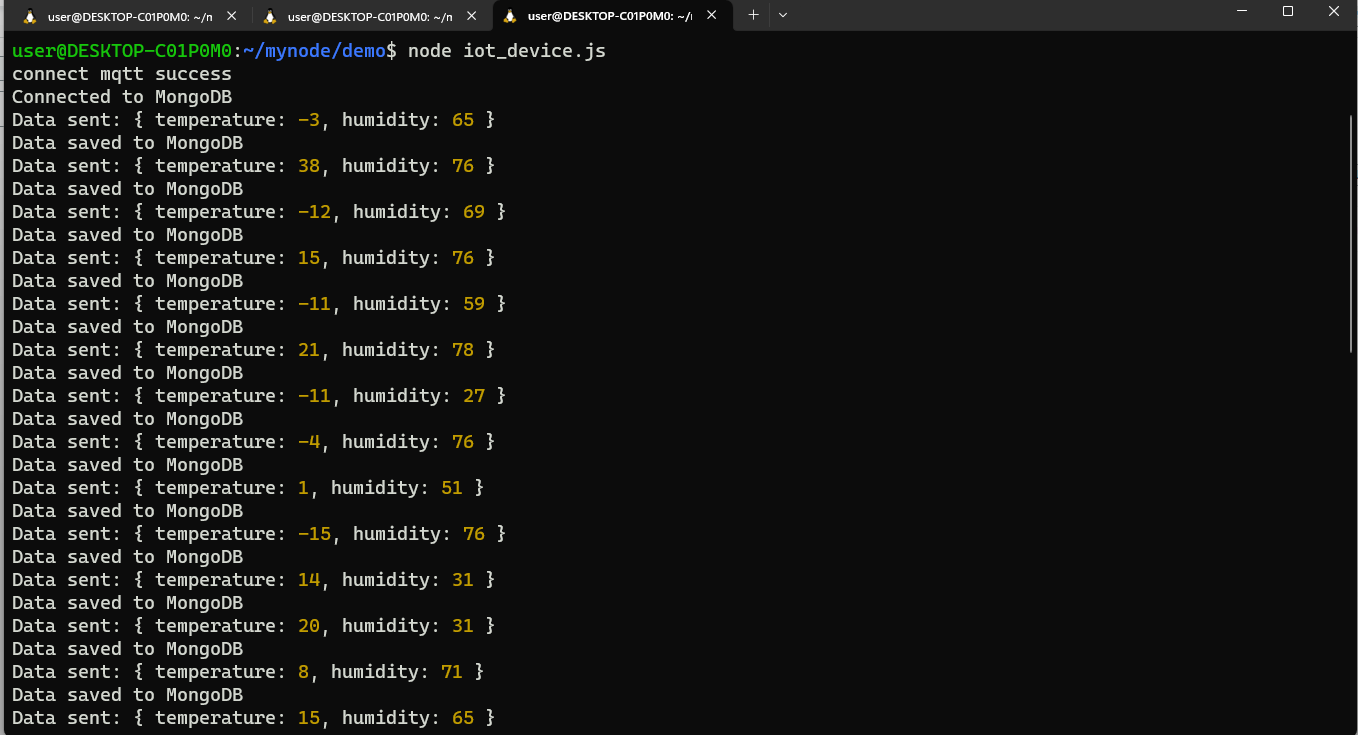 user@DESKTOP-C01P0M0: ~/n
user@DESKTOP-C01P0M0: ~/n
user@DESKTOP-C01P0M0: ~/
user@DESKTOP-C01P0M0:~/mynode/demo$ node iot_device.js
connect mqtt success
Connected to MongoDB
Data sent: { temperature: -3, humidity: 65 }
Data saved to MongoDB
Data sent: { temperature: 38, humidity: 76 }
Data saved to MongoDB
Data sent: { temperature: -12, humidity: 69 }
Data saved to MongoDB
Data sent: { temperature: 15, humidity: 76 }
Data saved to MongoDB
Data sent: { temperature: -11, humidity: 59 }
Data saved to MongoDB
Data sent: { temperature: 21, humidity: 78 }
Data saved to MongoDB
Data sent: { temperature: -11, humidity: 27 }
Data saved to MongoDB
Data sent: { temperature: -4, humidity: 76 }
Data saved to MongoDB
Data sent: { temperature: 1, humidity: 51 }
Data saved to MongoDB
Data sent: { temperature: -15, humidity: 76 }
Data saved to MongoDB
Data sent: { temperature: 14, humidity: 31 }
Data saved to MongoDB
Data sent: { temperature: 20, humidity: 31 }
Data saved to MongoDB
Data sent: { temperature: 8, humidity: 71 }
Data saved to MongoDB
Data sent: { temperature: 15, humidity: 65 }